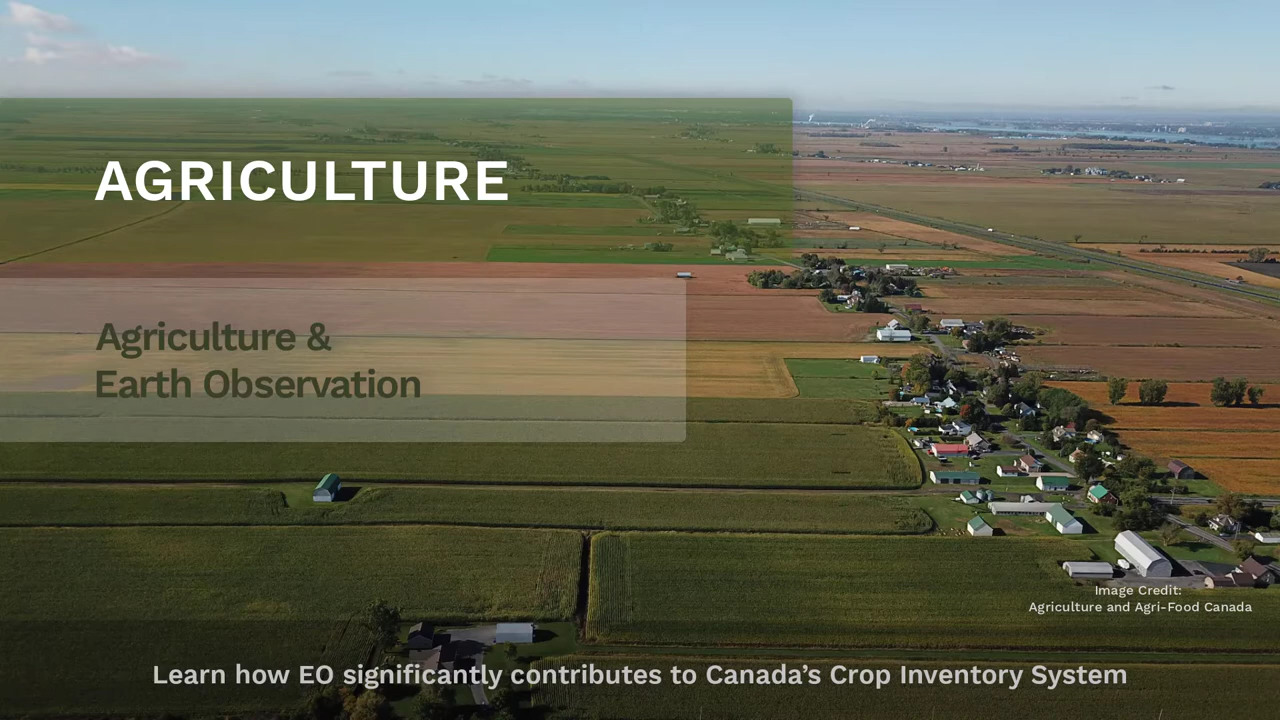 AGRICULTURE
Agriculture &
Earth Observation
Image Credit:
Agriculture and Agri-Food Canada
Learn how EO significantly contributes to Canada’s Crop Inventory System